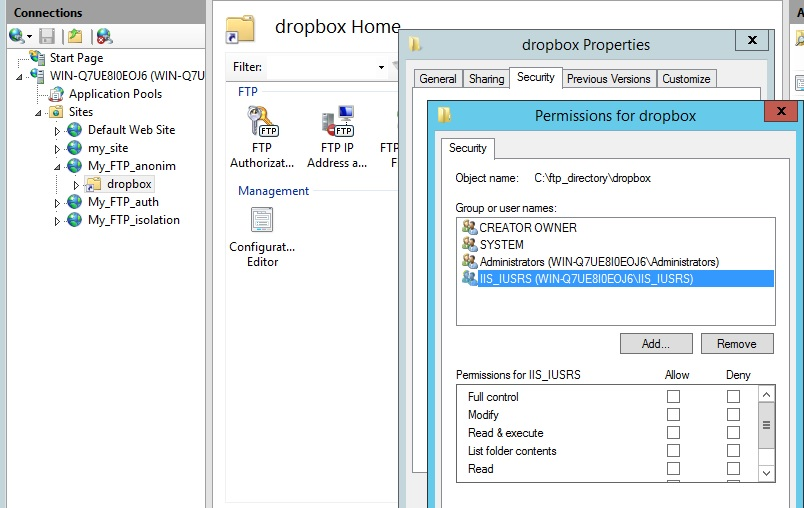 Connections
Start Page
WIN-Q7UE8I0EOJ6 (WIN-Q7U
Application Pools
Sites
Default Web Site
my_site
My_FTP_anonim
dropbox
My_FTP_auth
My_FTP_isolation
dropbox Home
Filter:
FTP
FTP
FTP
FTP Authorizat...
FTP IP Address a...
F
Management
Configurat... Editor
A
dropbox Properties
x
General
Sharing
Security
Previous Versions
Customize
Permissions for dropbox
x
Security
Object name: C:\ftp_directory\dropbox
Group or user names:
CREATOR OWNER
SYSTEM
Administrators (WIN-Q7UE8I0EOJ6\Administrators)
IIS_IUSRS (WIN-Q7UE8I0EOJ6\IIS_IUSRS)
Add...
Remove
Permissions for IIS_IUSRS Allow Deny
Full control
Modify
Read & execute
List folder contents
Read